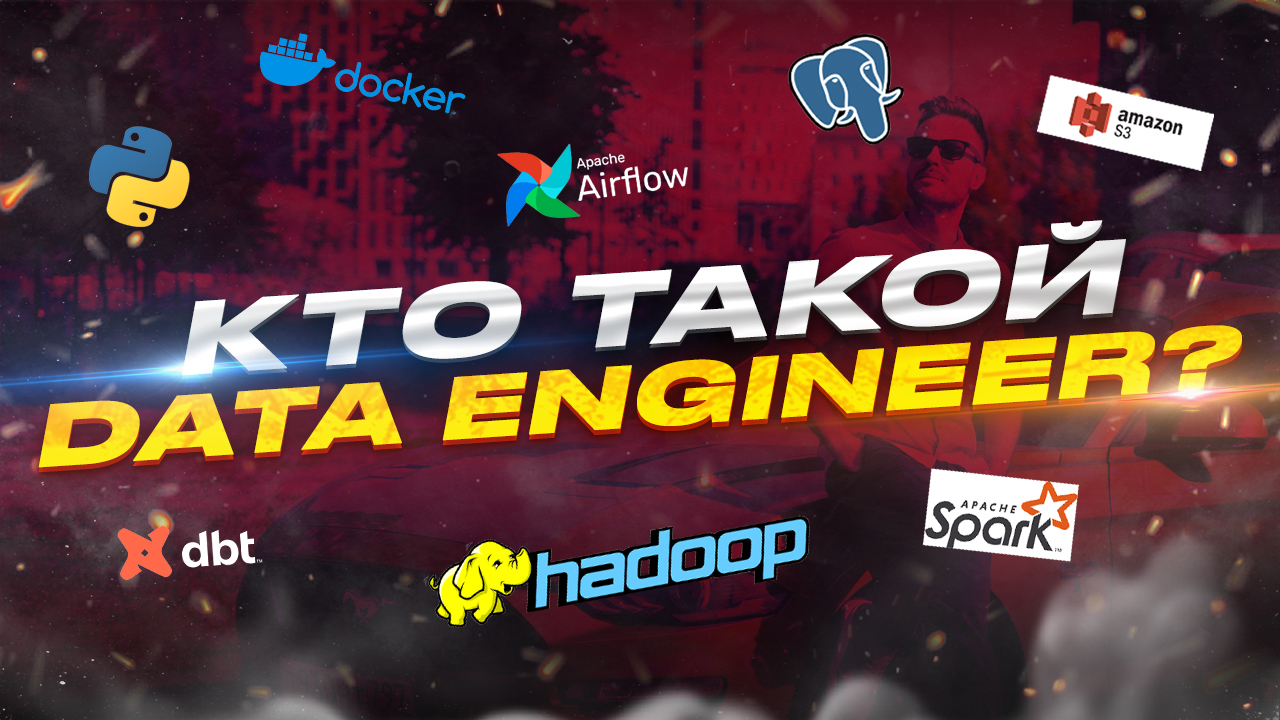 docker
Apache
Airflow
amazon
S3
КТО ТАКОЙ
DATA ENGINEER?
dbt
hadoop
APACHE
Spark